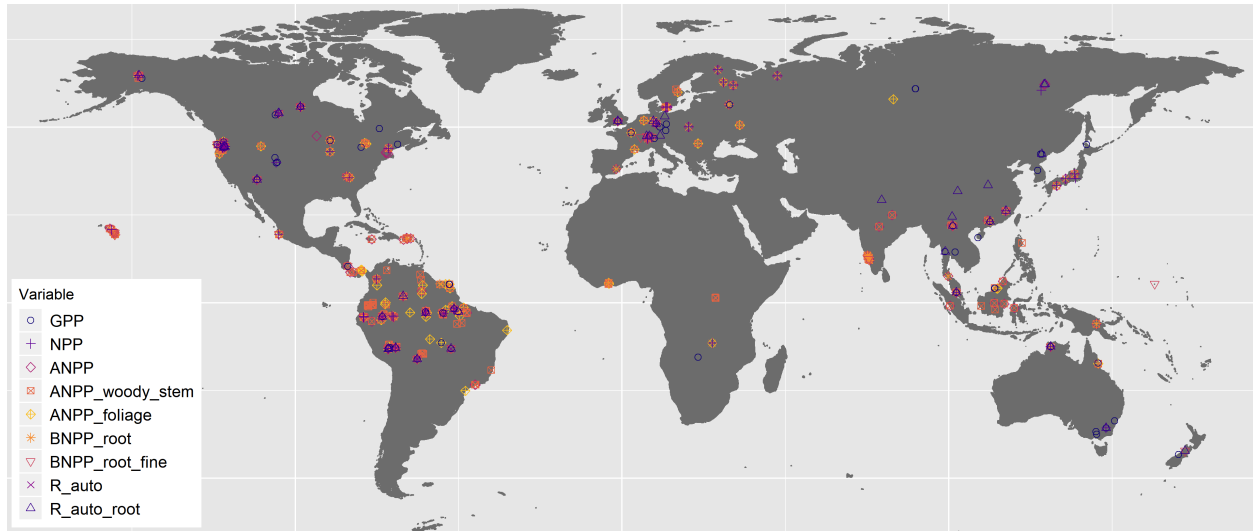 Variable
GPP
NPP
ANPP
ANPP_woody_stem
ANPP_foliage
BNPP_root
BNPP_root_fine
R_auto
R_auto_root